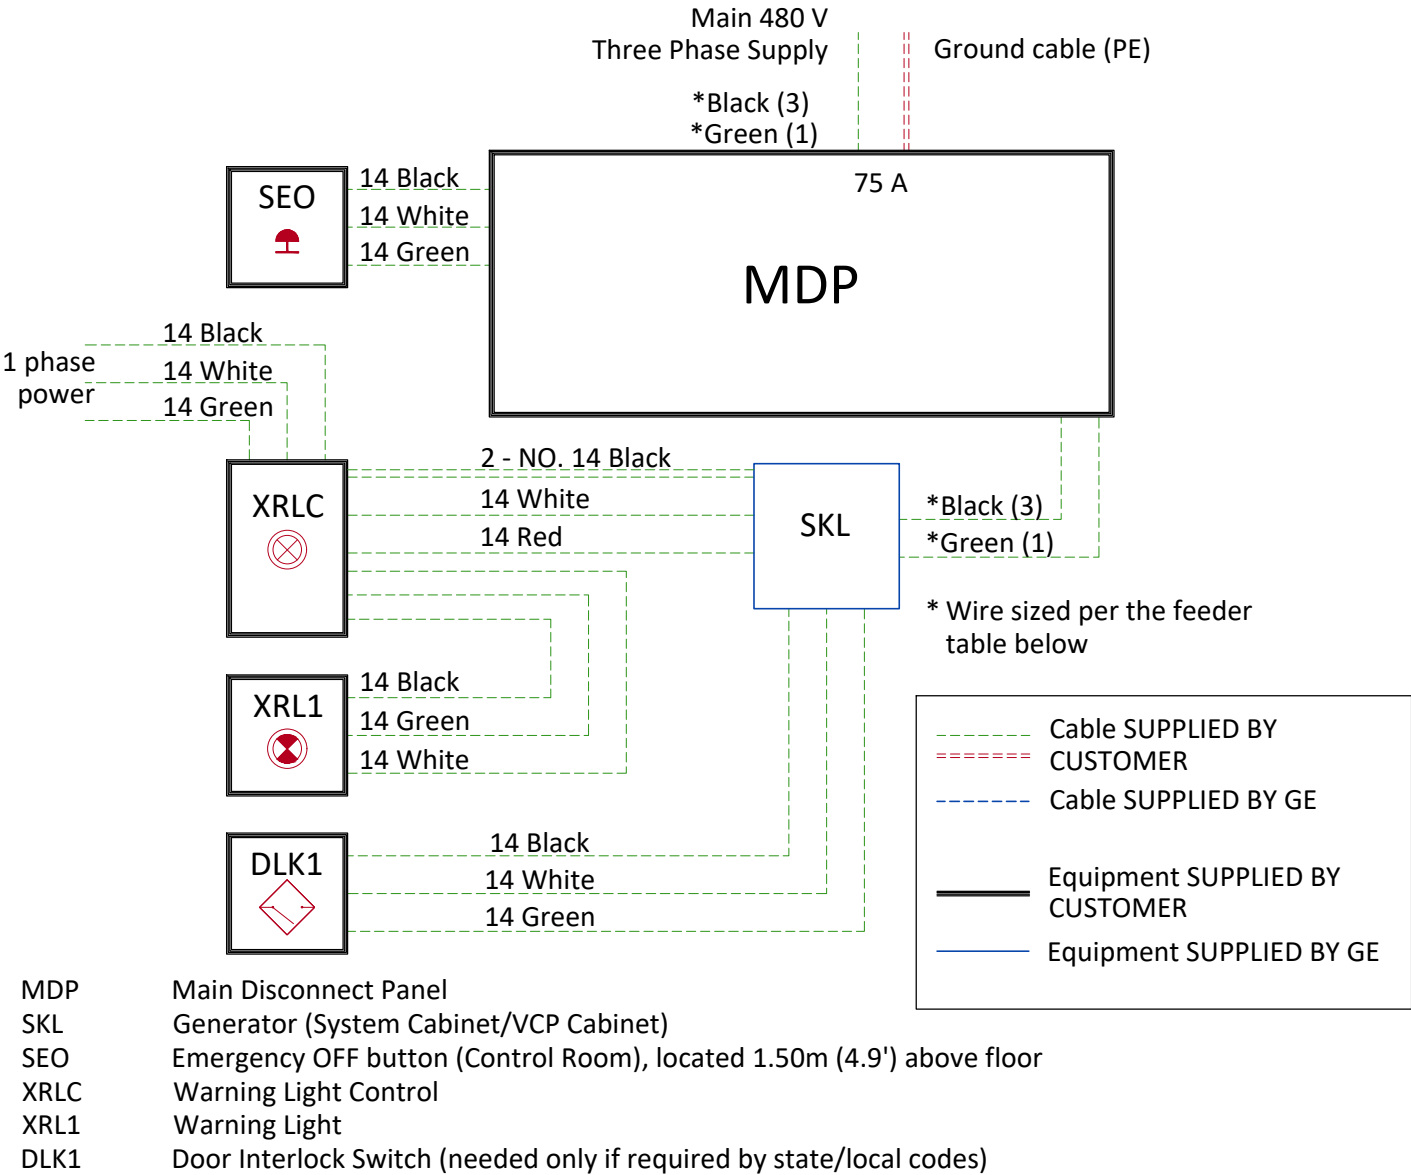 Main 480 V
Three Phase Supply
Ground cable (PE)
*Black (3)
*Green (1)
75 A
MDP
SEO
14 Black
14 White
14 Green
1 phase
power
14 Black
14 White
14 Green
XRLC
2 - NO. 14 Black
14 White
14 Red
SKL
*Black (3)
*Green (1)
* Wire sized per the feeder
table below
XRL1
14 Black
14 Green
14 White
DLK1
14 Black
14 White
14 Green
Cable SUPPLIED BY
CUSTOMER
Cable SUPPLIED BY GE
Equipment SUPPLIED BY
CUSTOMER
Equipment SUPPLIED BY GE
MDP Main Disconnect Panel
SKL Generator (System Cabinet/VCP Cabinet)
SEO Emergency OFF button (Control Room), located 1.50m (4.9') above floor
XRLC Warning Light Control
XRL1 Warning Light
DLK1 Door Interlock Switch (needed only if required by state/local codes)